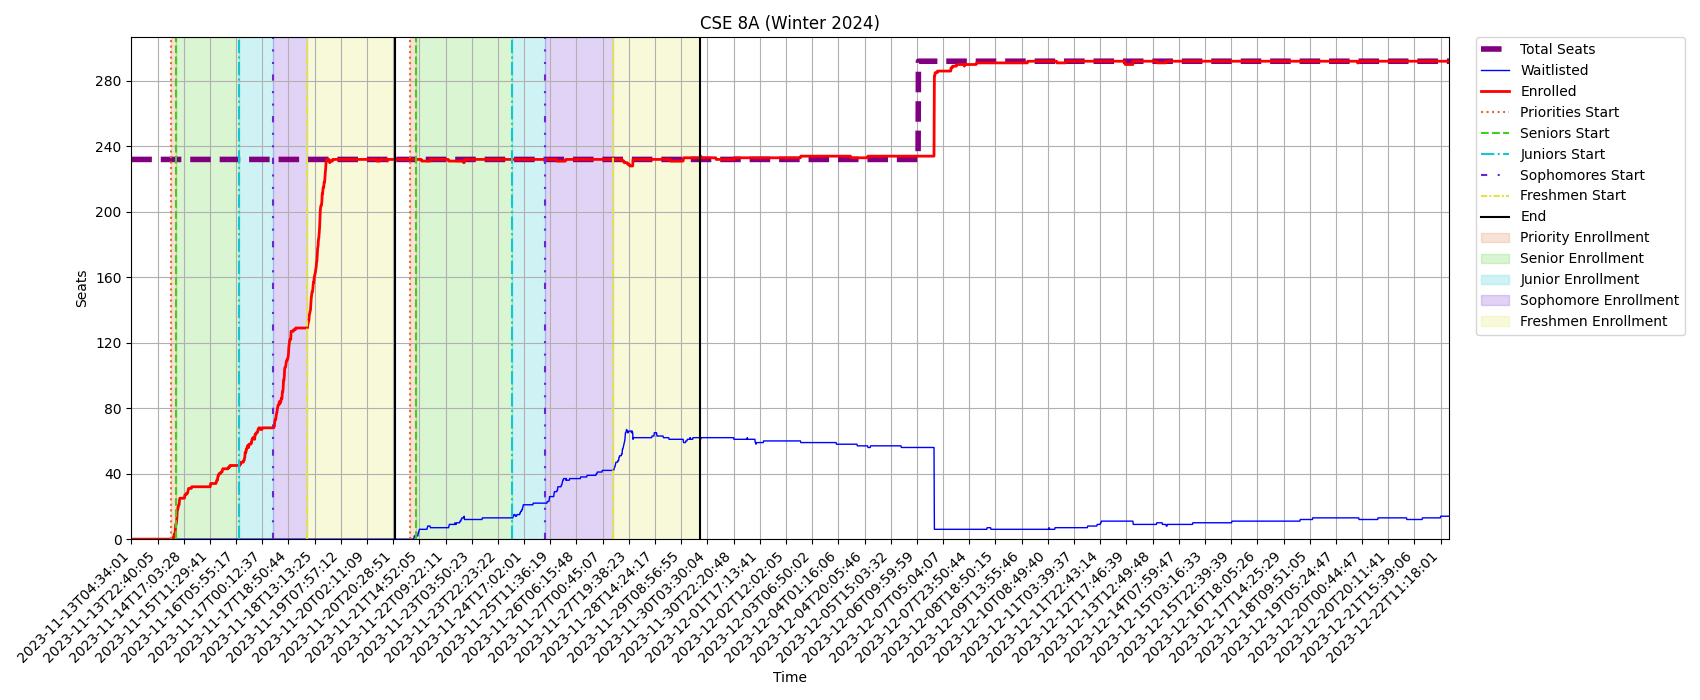 CSE 8A (Winter 2024)
Seats
280
240
200
160
120
80
40
0
2023-11-13T04:34:01
2023-11-13T22:40:05
2023-11-14T17:03:28
2023-11-15T11:29:41
2023-11-16T05:55:17
2023-11-17T00:12:37
2023-11-17T18:50:44
2023-11-18T13:13:25
2023-11-19T07:57:12
2023-11-20T02:11:09
2023-11-20T20:28:51
2023-11-21T14:52:05
2023-11-22T09:22:11
2023-11-23T03:50:23
2023-11-23T22:23:22
2023-11-24T17:02:01
2023-11-25T11:36:19
2023-11-26T06:15:48
2023-11-27T00:45:07
2023-11-27T19:38:23
2023-11-28T14:24:17
2023-11-29T08:56:55
2023-11-30T03:30:04
2023-11-30T22:20:48
2023-12-01T17:13:41
2023-12-02T12:02:05
2023-12-03T06:50:02
2023-12-04T01:16:06
2023-12-04T20:05:46
2023-12-05T15:03:32
2023-12-06T09:59:59
2023-12-07T05:04:07
2023-12-07T23:50:44
2023-12-08T18:50:15
2023-12-09T13:55:46
2023-12-10T08:49:40
2023-12-11T03:39:37
2023-12-11T22:43:14
2023-12-12T17:46:39
2023-12-13T12:49:48
2023-12-14T07:59:47
2023-12-15T03:16:33
2023-12-15T22:39:39
2023-12-16T18:05:26
2023-12-17T14:25:29
2023-12-18T09:51:05
2023-12-19T05:24:47
2023-12-20T00:44:47
2023-12-20T20:11:41
2023-12-21T15:39:06
2023-12-22T11:18:01
Time
Total Seats
Waitlisted
Enrolled
Priorities Start
Seniors Start
Juniors Start
Sophomores Start
Freshmen Start
End
Priority Enrollment
Senior Enrollment
Junior Enrollment
Sophomore Enrollment
Freshmen Enrollment